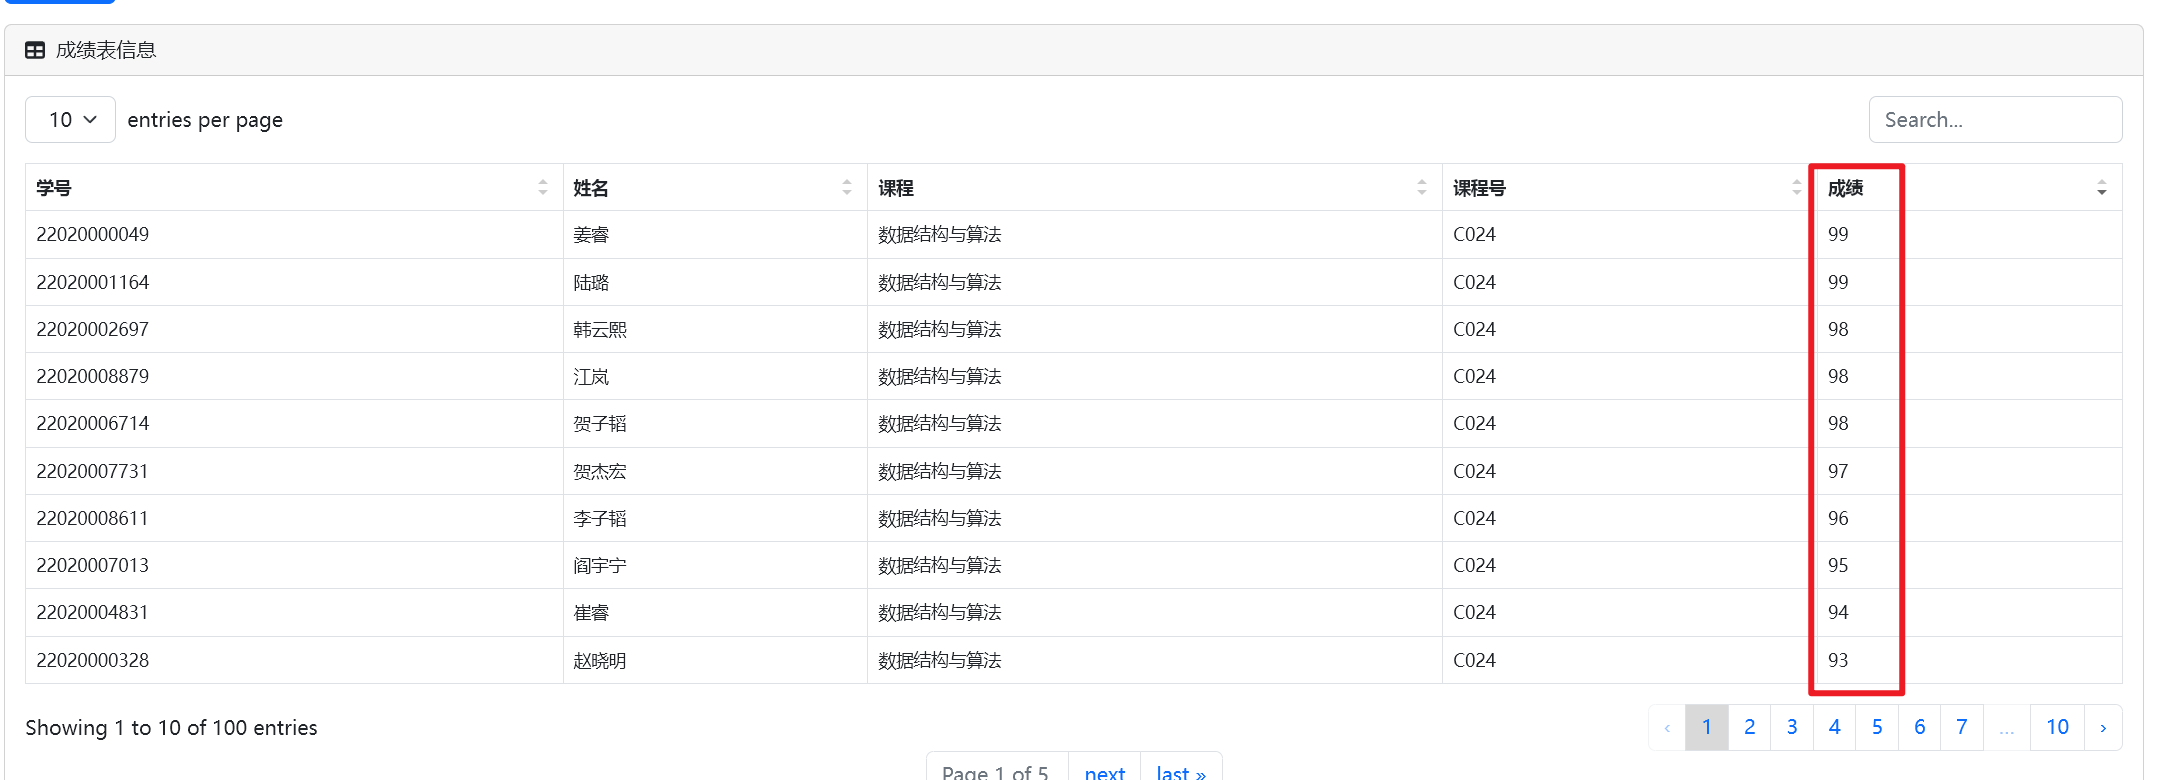 成绩表信息
10 entries per page Search...
学号 姓名 课程 课程号 成绩
22020000049 姜睿 数据结构与算法 C024 99
22020001164 陆璐 数据结构与算法 C024 99
22020002697 韩云熙 数据结构与算法 C024 98
22020008879 江岚 数据结构与算法 C024 98
22020006714 贺子韬 数据结构与算法 C024 98
22020007731 贺杰宏 数据结构与算法 C024 97
22020008611 李子韬 数据结构与算法 C024 96
22020007013 阎宇宁 数据结构与算法 C024 95
22020004831 崔睿 数据结构与算法 C024 94
22020000328 赵晓明 数据结构与算法 C024 93
Showing 1 to 10 of 100 entries ‹ 1 2 3 4 5 6 7 ... 10 ›
Page 1 of 5 next last »